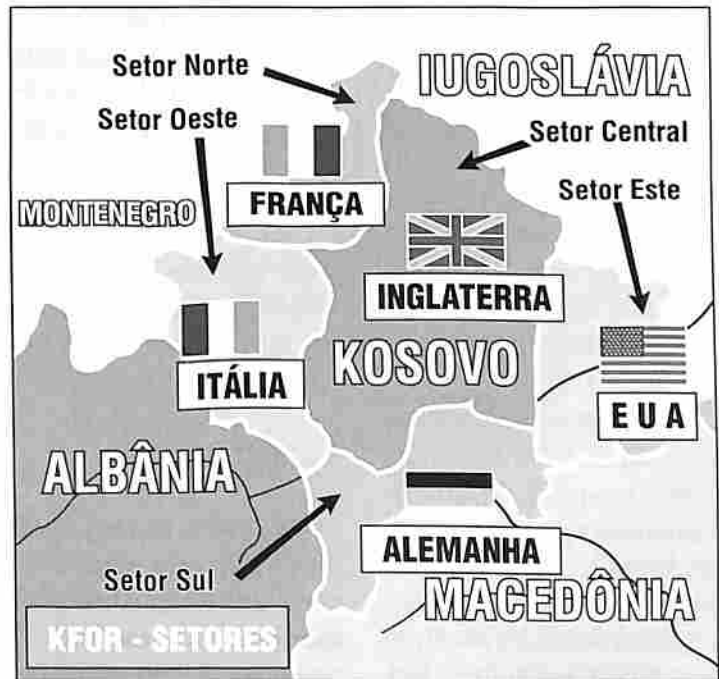 Setor Norte
IUGOSLÁVIA
Setor Oeste
Setor Central
FRANÇA
Setor Este
MONTENEGRO
INGLATERRA
KOSOVO
ITÁLIA
E U A
ALBÂNIA
ALEMANHA
Setor Sul
MACEDÔNIA
KFOR - SETORES